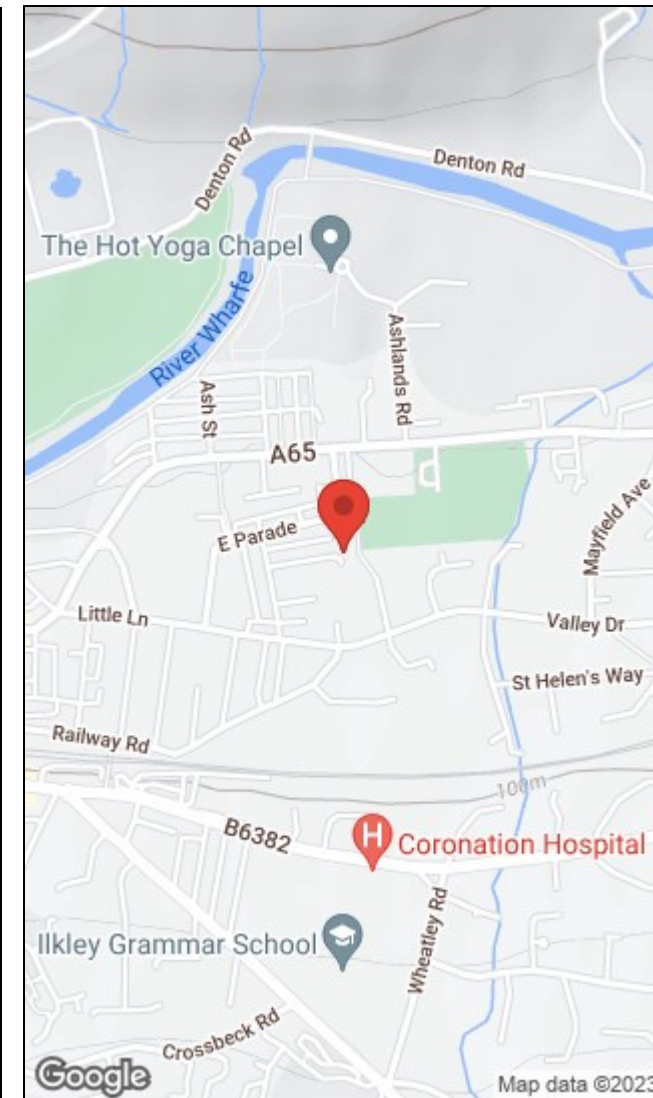 Denton Rd
Denton Rd
The Hot Yoga Chapel
River Wharfe
Ashlands Rd
Ash St
A65
E Parade
Mayfield Ave
Little Ln
Valley Dr
St Helen's Way
Railway Rd
100m
B6382
H
Coronation Hospital
Wheatley Rd
Ilkley Grammar School
Crossbeck Rd
Google
Map data ©2023